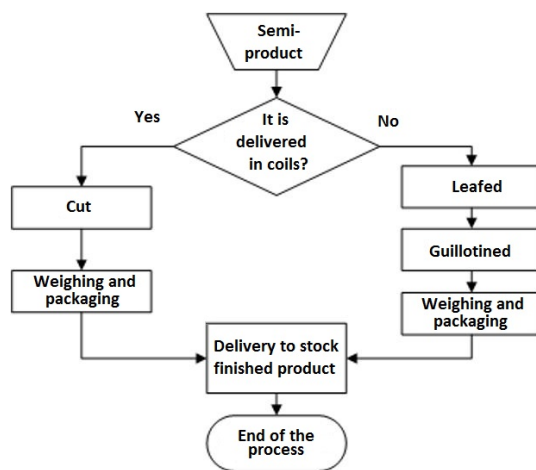 Semi-
product
It is
delivered
in coils?
Yes
No
Cut
Leafed
Guillotined
Weighing and
packaging
Weighing and
packaging
Delivery to stock
finished product
End of the
process